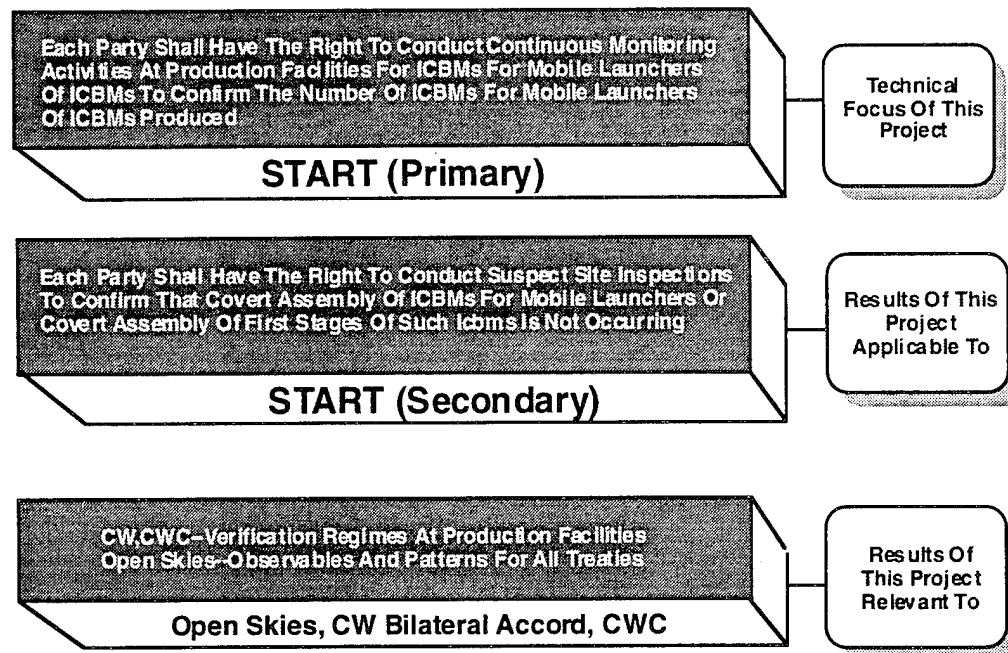 Each Party Shall Have The Right To Conduct Continuous Monitoring
Activities At Production Facilities For ICBMs For Mobile Launchers
Of ICBMs To Confirm The Number Of ICBMs For Mobile Launchers
Of ICBMs Produced
START (Primary)
Technical
Focus Of This
Project
Each Party Shall Have The Right To Conduct Suspect Site Inspections
To Confirm That Covert Assembly Of ICBMs For Mobile Launchers Or
Covert Assembly Of First Stages Of Such Icbms Is Not Occurring
START (Secondary)
Results Of This
Project
Applicable To
CW,CWC–Verification Regimes At Production Facilities
Open Skies–Observables And Patterns For All Treaties
Open Skies, CW Bilateral Accord, CWC
Results Of
This Project
Relevant To